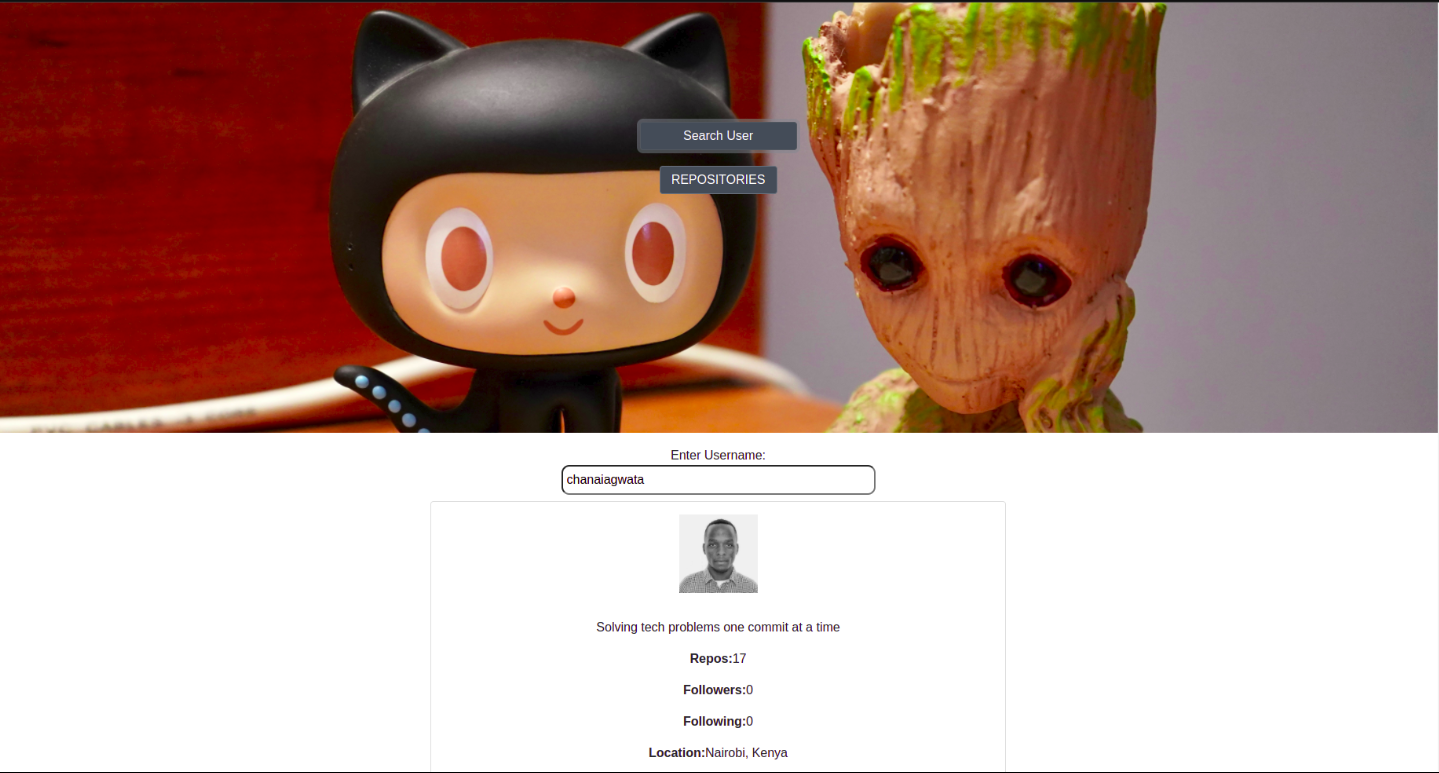 Search User
REPOSITORIES
Enter Username:
chanaiagwata
Solving tech problems one commit at a time
Repos:17
Followers:0
Following:0
Location:Nairobi, Kenya